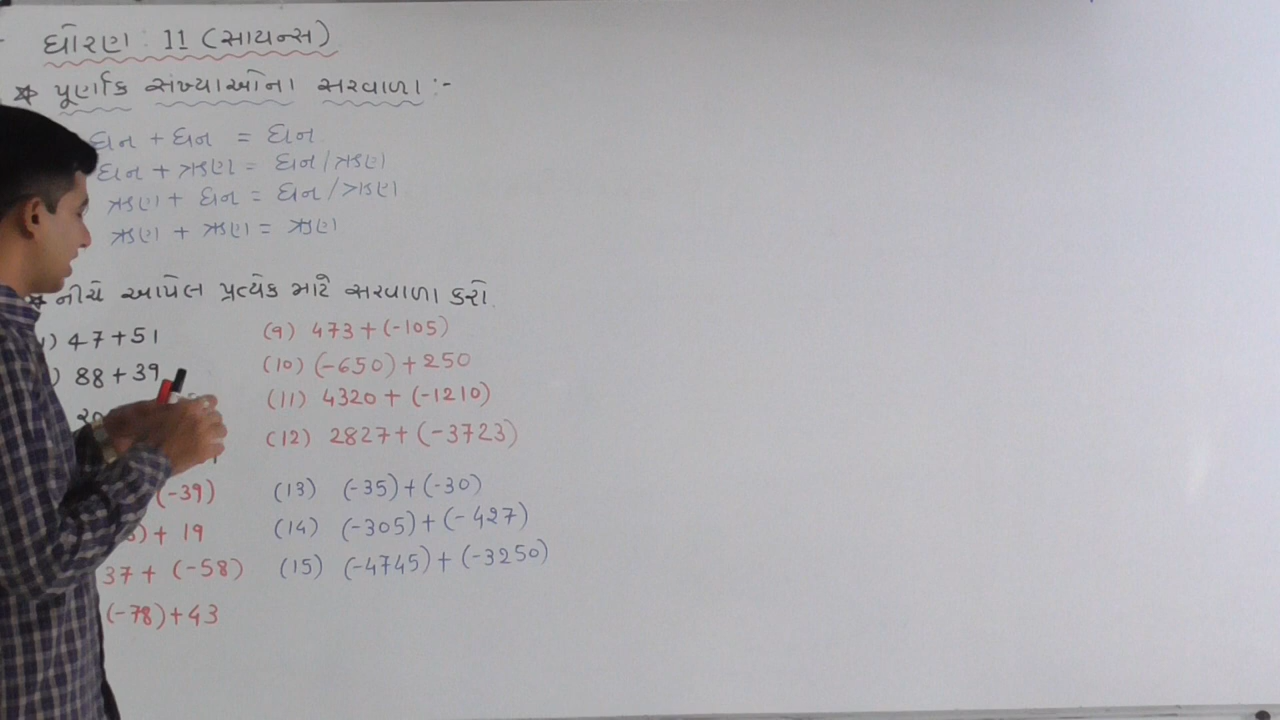 ધોરણ : 11 (સાયન્સ)
* પૂર્ણાંક સંખ્યાઓના સરવાળા :-
ધન + ધન = ધન
ધન + ઋણ = ધન/ઋણ
ઋણ + ધન = ધન/ઋણ
ઋણ + ઋણ = ઋણ
* નીચે આપેલ પ્રત્યેક માટે સરવાળા કરો.
) 47+51
) 88+39
(-39)
)+ 19
37 + (-58)
(-78)+43
(9) 473+(-105)
(10) (-650)+250
(11) 4320 + (-1210)
(12) 2827+(-3723)
(13) (-35)+(-30)
(14) (-305)+(-427)
(15) (-4745)+(-3250)